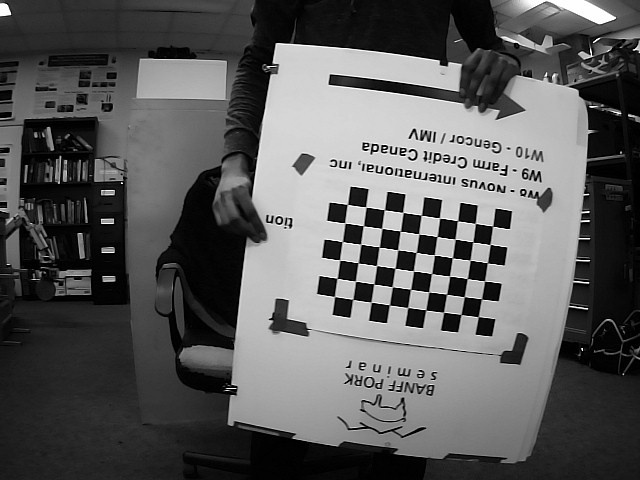 BANFF PORK
seminar
tion
W8 - Novus International, Inc
W9 - Farm Credit Canada
W10 - Gencor / IMV